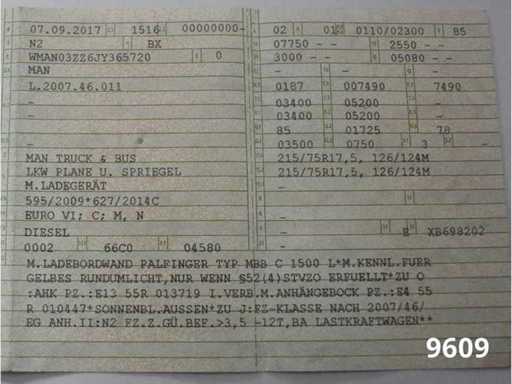 07.09.2017 1516 00000000-
N2 BX
WMAN03ZZ6JY365720 0
MAN
L.2007.46.011
-
-
-
MAN TRUCK & BUS
LKW PLANE U. SPRIEGEL
M.LADEGERÄT
595/2009*627/2014C
EURO VI; C; M, N
DIESEL
0002 66C0 04580
02 01 0110/02300 85
07750 - - 2550 - -
3000 - - 05080 - -
- - -
0187 007490 7490
03400 05200 -
03400 05200 -
85 01725 78
03500 0750 3 -
215/75R17,5, 126/124M
215/75R17,5, 126/124M
-
-
-
- g XB698202
M.LADEBORDWAND PALFINGER TYP MBB C 1500 L*M.KENNL.FUER
GELBES RUNDUMLICHT,NUR WENN §52(4)STVZO ERFUELLT*ZU O
:AHK PZ.:E13 55R 013719 I.VERB.M.ANHÄNGEBOCK PZ.:E4 55
R 010447*SONNENBL.AUSSEN*ZU J:FZ-KLASSE NACH 2007/46/
EG ANH.II:N2 FZ.Z.GÜ.BEF.>3,5 -12T,BA LASTKRAFTWAGEN**
9609